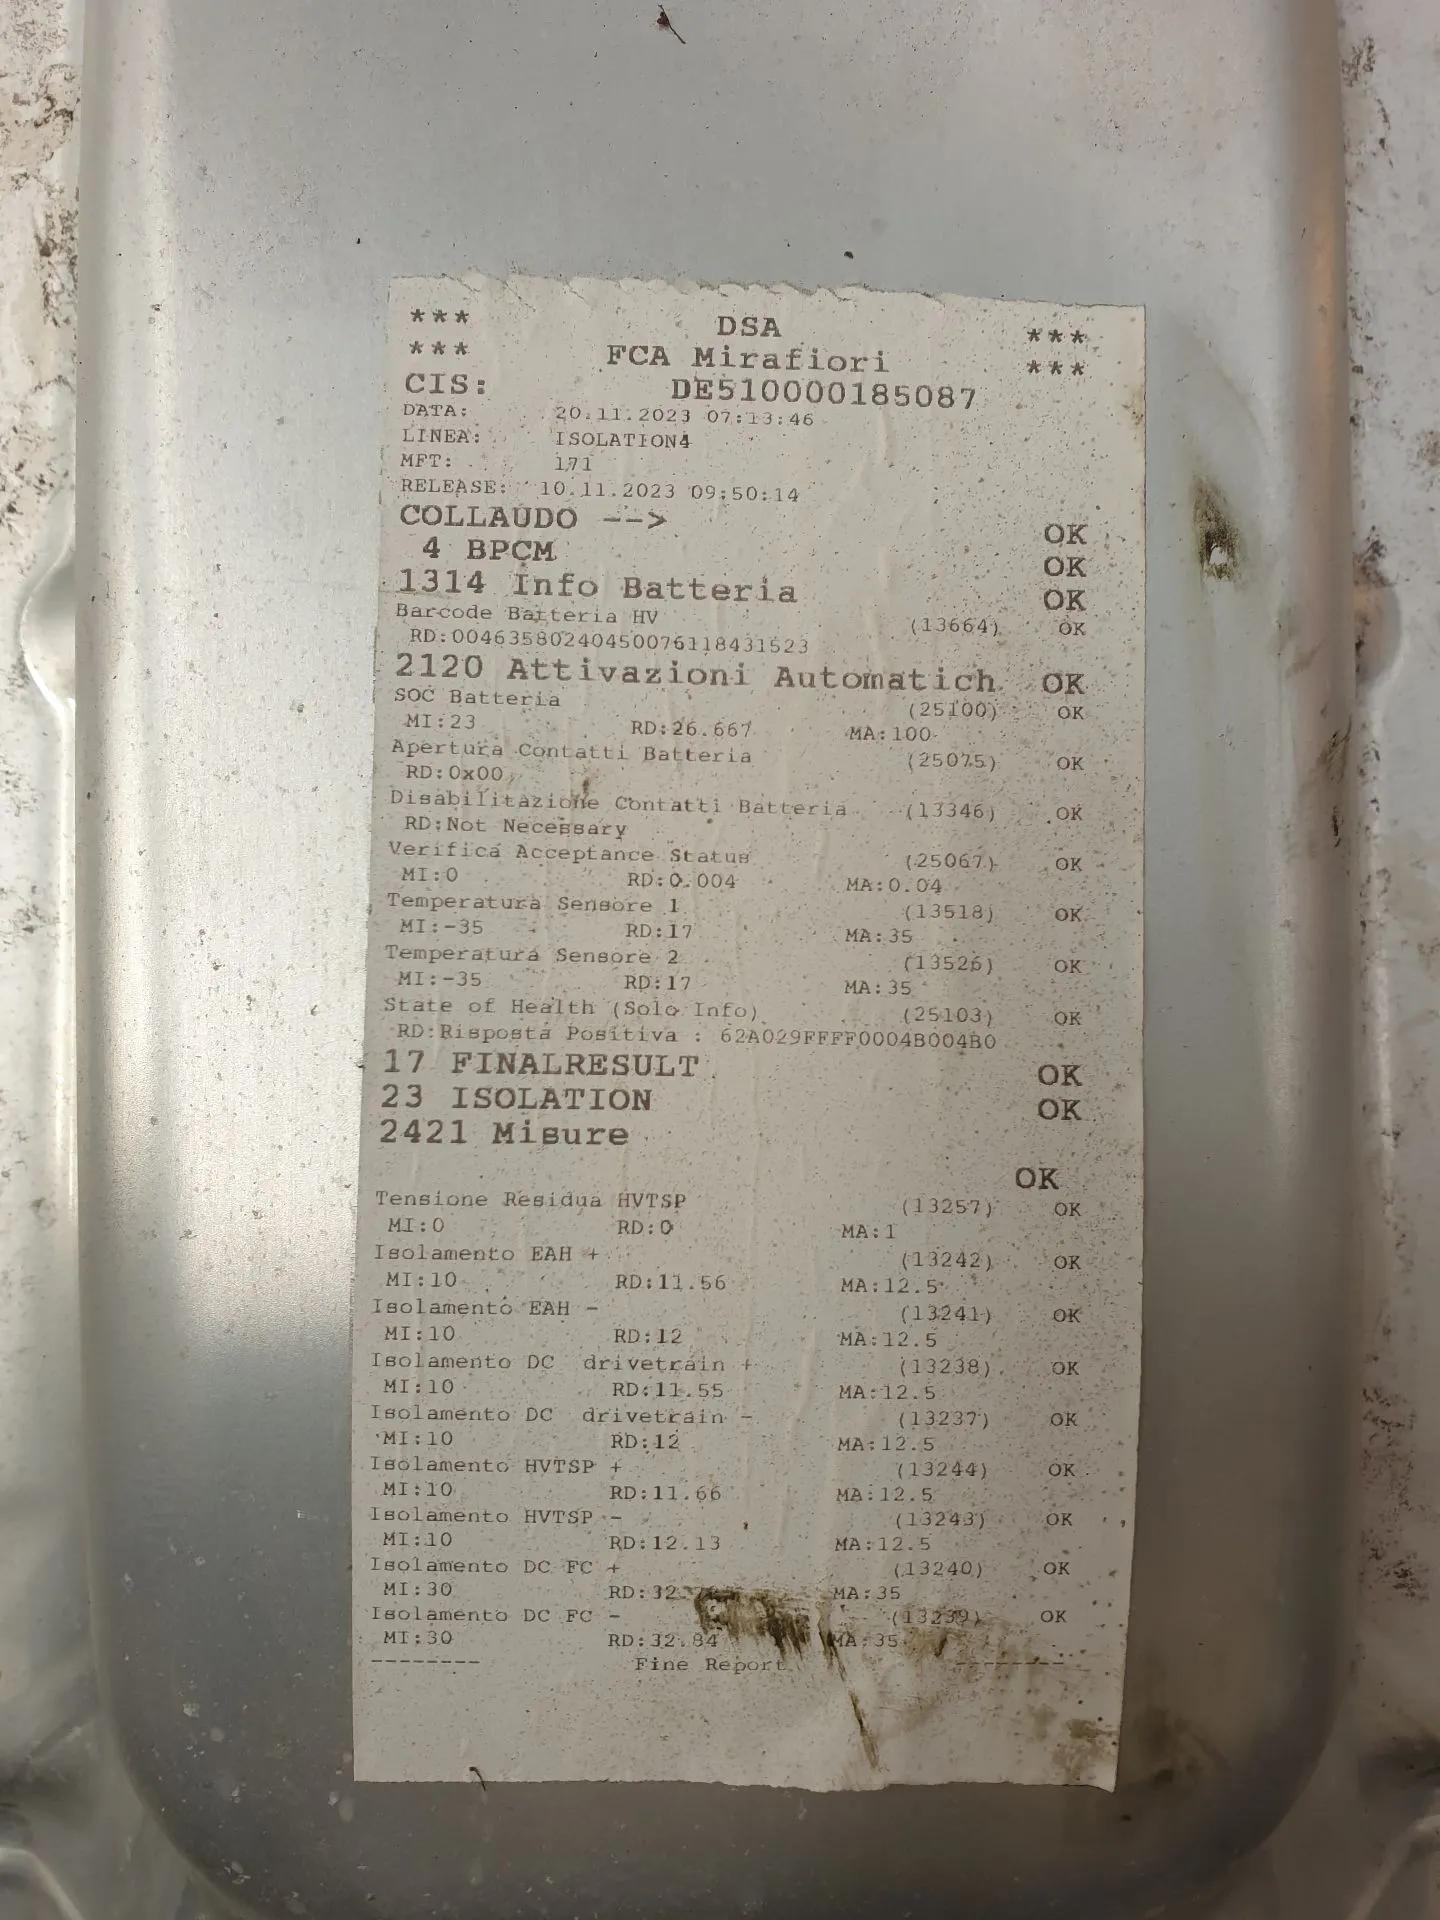 *** DSA ***
*** FCA Mirafiori ***
CIS: DE510000185087
DATA: 20.11.2023 07:13:46
LINEA: ISOLATION4
MFT: 171
RELEASE: 10.11.2023 09:50:14
COLLAUDO --> OK
4 BPCM OK
1314 Info Batteria OK
Barcode Batteria HV (13664) OK
RD:00463580240450076118431523
2120 Attivazioni Automatich OK
SOC Batteria (25100) OK
MI:23 RD:26.667 MA:100
Apertura Contatti Batteria (25075) OK
RD:0x00
Disabilitazione Contatti Batteria (13346) OK
RD:Not Necessary
Verifica Acceptance Status (25067) OK
MI:0 RD:0.004 MA:0.04
Temperatura Sensore 1 (13518) OK
MI:-35 RD:17 MA:35
Temperatura Sensore 2 (13526) OK
MI:-35 RD:17 MA:35
State of Health (Solo Info) (25103) OK
RD:Risposta Positiva : 62A029FFFF0004B004B0
17 FINALRESULT OK
23 ISOLATION OK
2421 Misure
OK
Tensione Residua HVTSP (13257) OK
MI:0 RD:0 MA:1
Isolamento EAH + (13242) OK
MI:10 RD:11.56 MA:12.5
Isolamento EAH - (13241) OK
MI:10 RD:12 MA:12.5
Isolamento DC drivetrain + (13238) OK
MI:10 RD:11.55 MA:12.5
Isolamento DC drivetrain - (13237) OK
MI:10 RD:12 MA:12.5
Isolamento HVTSP + (13244) OK
MI:10 RD:11.66 MA:12.5
Isolamento HVTSP - (13243) OK
MI:10 RD:12.13 MA:12.5
Isolamento DC FC + (13240) OK
MI:30 MA:35
Isolamento DC FC - (13239) OK
MI:30 RD:32.84 MA:35
-------- Fine Report --------